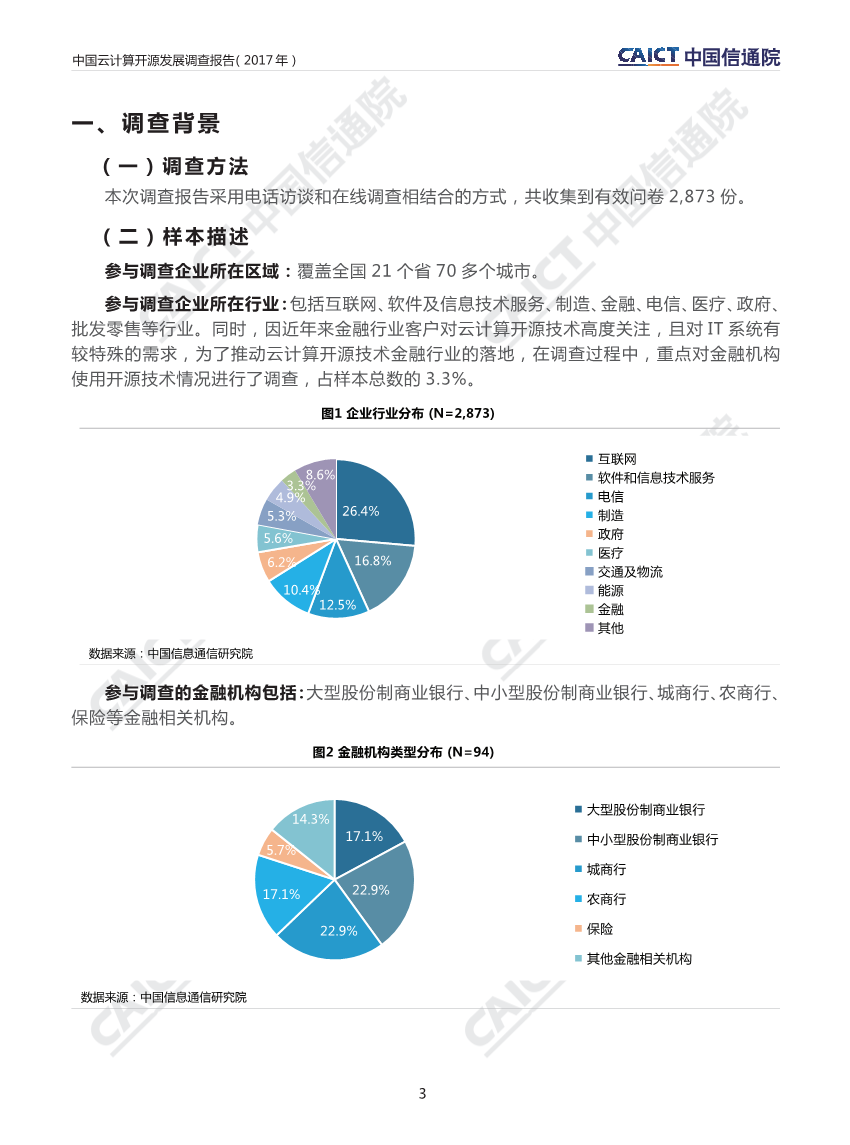 中国云计算开源发展调查报告（2017年）
CAICT 中国信通院
一、调查背景
（一）调查方法
本次调查报告采用电话访谈和在线调查相结合的方式，共收集到有效问卷 2,873 份。
（二）样本描述
参与调查企业所在区域：覆盖全国 21 个省 70 多个城市。
参与调查企业所在行业：包括互联网、软件及信息技术服务、制造、金融、电信、医疗、政府、
批发零售等行业。同时，因近年来金融行业客户对云计算开源技术高度关注，且对 IT 系统有
较特殊的需求，为了推动云计算开源技术金融行业的落地，在调查过程中，重点对金融机构
使用开源技术情况进行了调查，占样本总数的 3.3%。
图1 企业行业分布 (N=2,873)
8.6%
3.3%
4.9%
5.3%
5.6%
6.2%
10.4%
12.5%
16.8%
26.4%
互联网
软件和信息技术服务
电信
制造
政府
医疗
交通及物流
能源
金融
其他
数据来源：中国信息通信研究院
参与调查的金融机构包括：大型股份制商业银行、中小型股份制商业银行、城商行、农商行、
保险等金融相关机构。
图2 金融机构类型分布 (N=94)
14.3%
17.1%
5.7%
22.9%
17.1%
22.9%
大型股份制商业银行
中小型股份制商业银行
城商行
农商行
保险
其他金融相关机构
数据来源：中国信息通信研究院
3
CAICT 中国信通院
CAICT 中国信通院
CAICT
CAICT
CAICT
CAICT